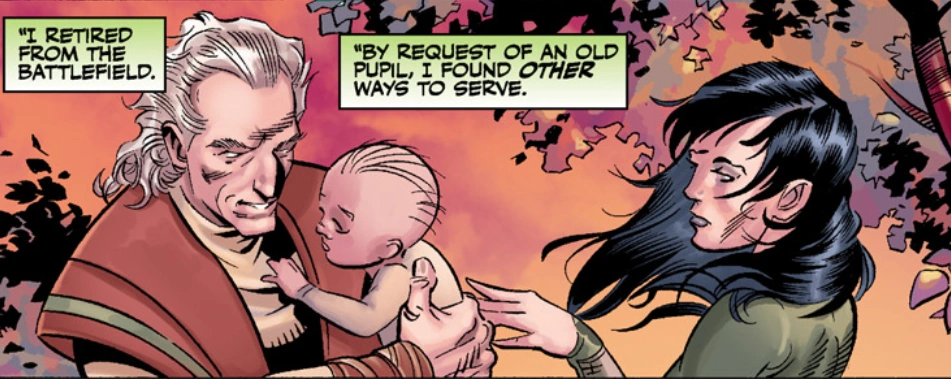 "I RETIRED
FROM THE
BATTLEFIELD.
"BY REQUEST OF AN OLD
PUPIL, I FOUND OTHER
WAYS TO SERVE.